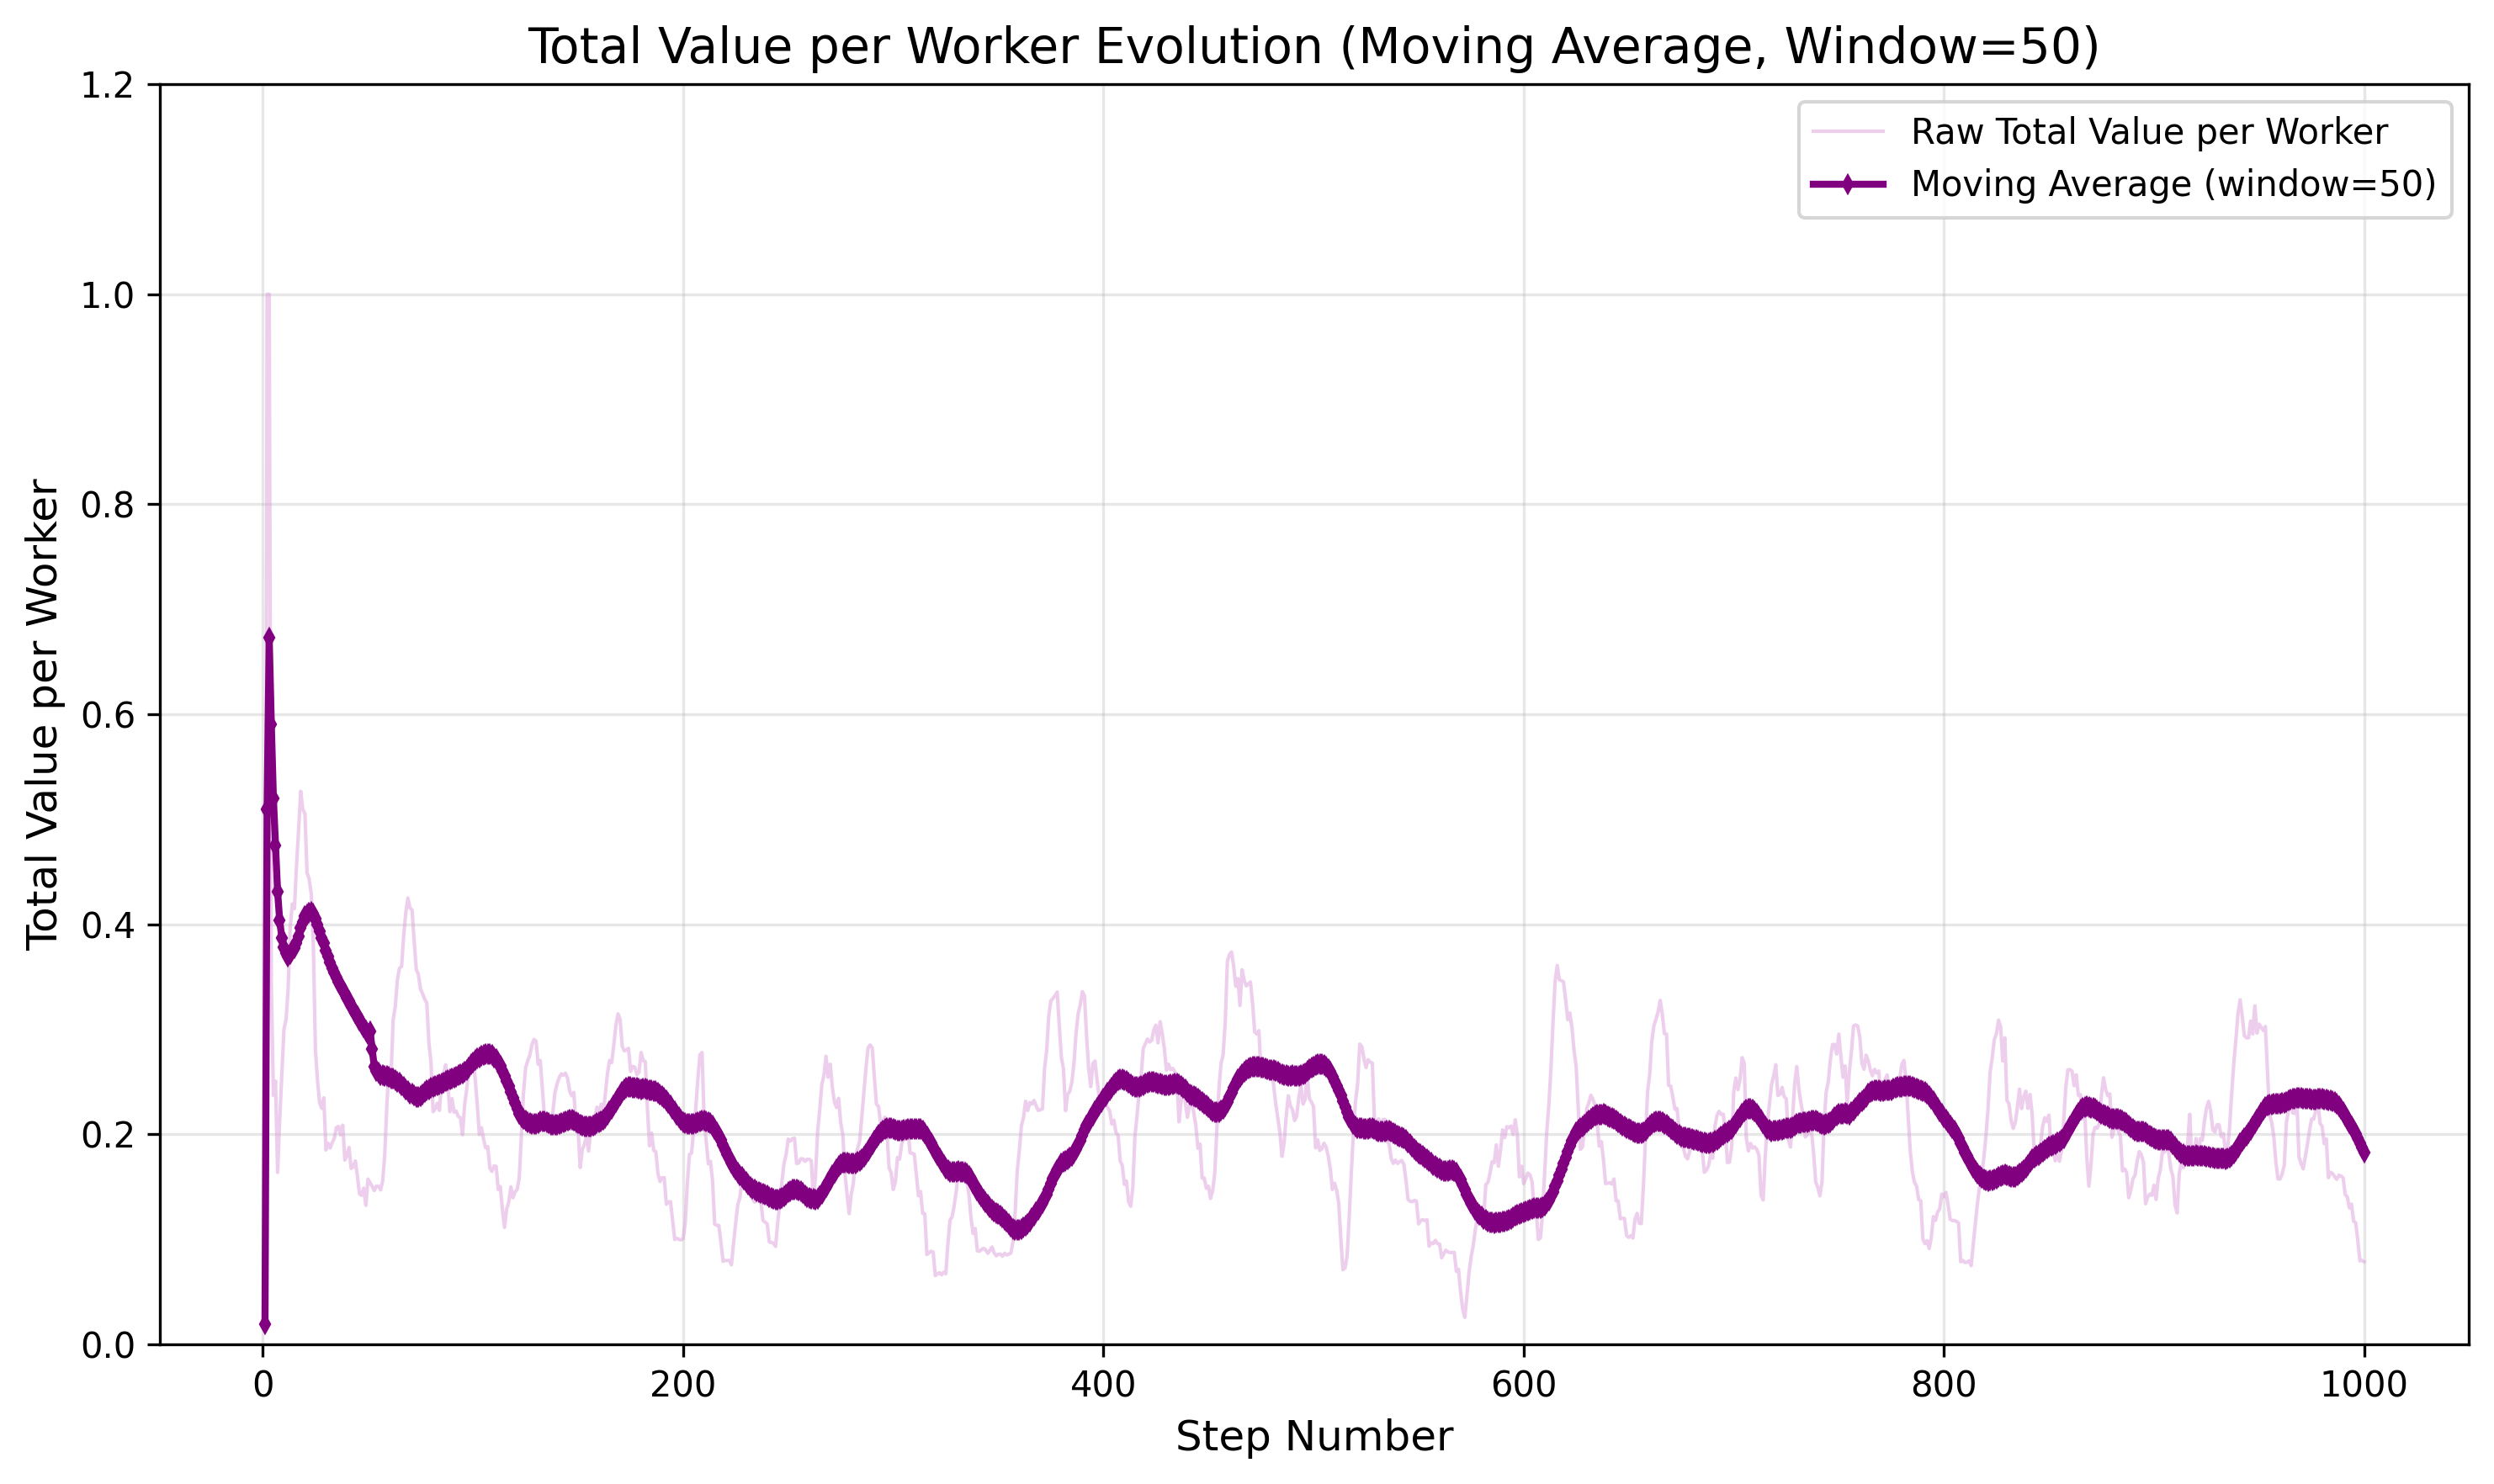 Total Value per Worker Evolution (Moving Average, Window=50)
1.2
1.0
0.8
0.6
0.4
0.2
0.0
Total Value per Worker
Raw Total Value per Worker
Moving Average (window=50)
0 200 400 600 800 1000
Step Number